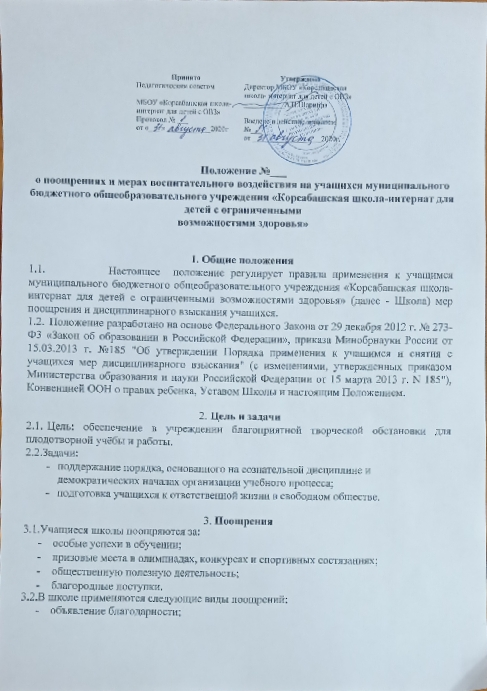 Принято
Педагогическим советом
МБОУ «Корсабашская школа-
интернат для детей с ОВЗ»
Протокол № 1
от « 31» августа 2020г
Утверждаю
Директор МБОУ «Корсабашская
школа- интернат для детей с ОВЗ»
Введено в действие приказом
№
от августа 2020г.
Положение №___
о поощрениях и мерах воспитательного воздействия на учащихся муниципального
бюджетного общеобразовательного учреждения «Корсабашская школа-интернат для
детей с ограниченными
возможностями здоровья»
1. Общие положения
1.1. Настоящее положение регулирует правила применения к учащимся
муниципального бюджетного общеобразовательного учреждения «Корсабашская школа-
интернат для детей с ограниченными возможностями здоровья» (далее - Школа) мер
поощрения и дисциплинарного взыскания учащихся.
1.2. Положение разработано на основе Федерального Закона от 29 декабря 2012 г. № 273-
ФЗ «Закон об образовании в Российской Федерации», приказа Минобрнауки России от
15.03.2013 г. №185 "Об утверждении Порядка применения к учащимся и снятия с
учащихся мер дисциплинарного взыскания" (с изменениями, утвержденных приказом
Министерства образования и науки Российской Федерации от 15 марта 2013 г. N 185"),
Конвенцией ООН о правах ребенка, Уставом Школы и настоящим Положением.
2. Цель и задачи
2.1. Цель: обеспечение в учреждении благоприятной творческой обстановки для
плодотворной учёбы и работы.
2.2.Задачи:
- поддержание порядка, основанного на сознательной дисциплине и
демократических началах организации учебного процесса;
- подготовка учащихся к ответственной жизни в свободном обществе.
3. Поощрения
3.1.Учащиеся школы поощряются за:
- особые успехи в обучении;
- призовые места в олимпиадах, конкурсах и спортивных состязаниях;
- общественную полезную деятельность;
- благородные поступки.
3.2.В школе применяются следующие виды поощрений:
- объявление благодарности;